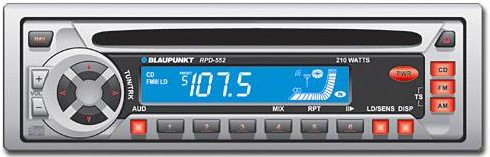 BLAUPUNKT RPD-552 210 WATTS
CD
FMII LD
107.5
PWR
CD
FM
AM
TS
+
VOL
-
TUN/TRK
AUD MIX RPT LD/SENS DISP
1 2 3 4 5 6